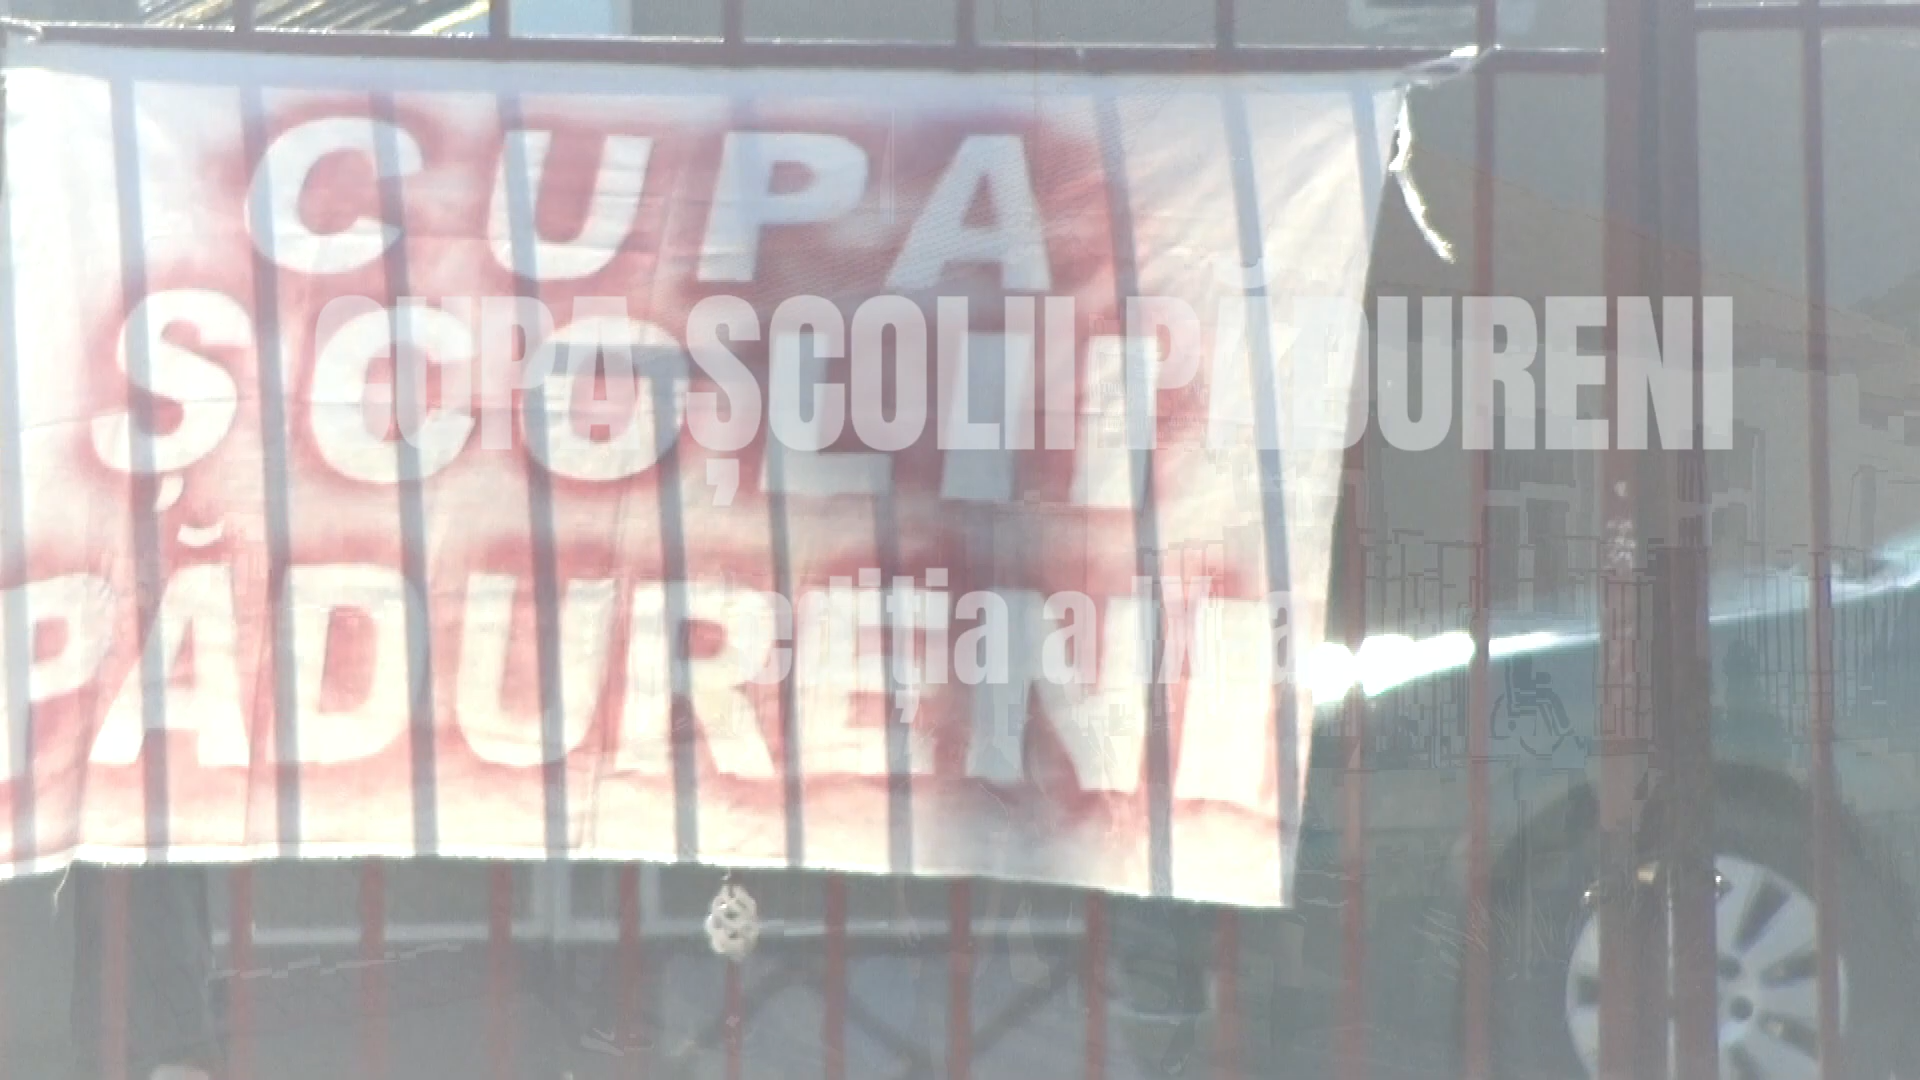 CUPA
ȘCOLII
PĂDURENI
CUPA ȘCOLII PĂDURENI
ediția a IX a